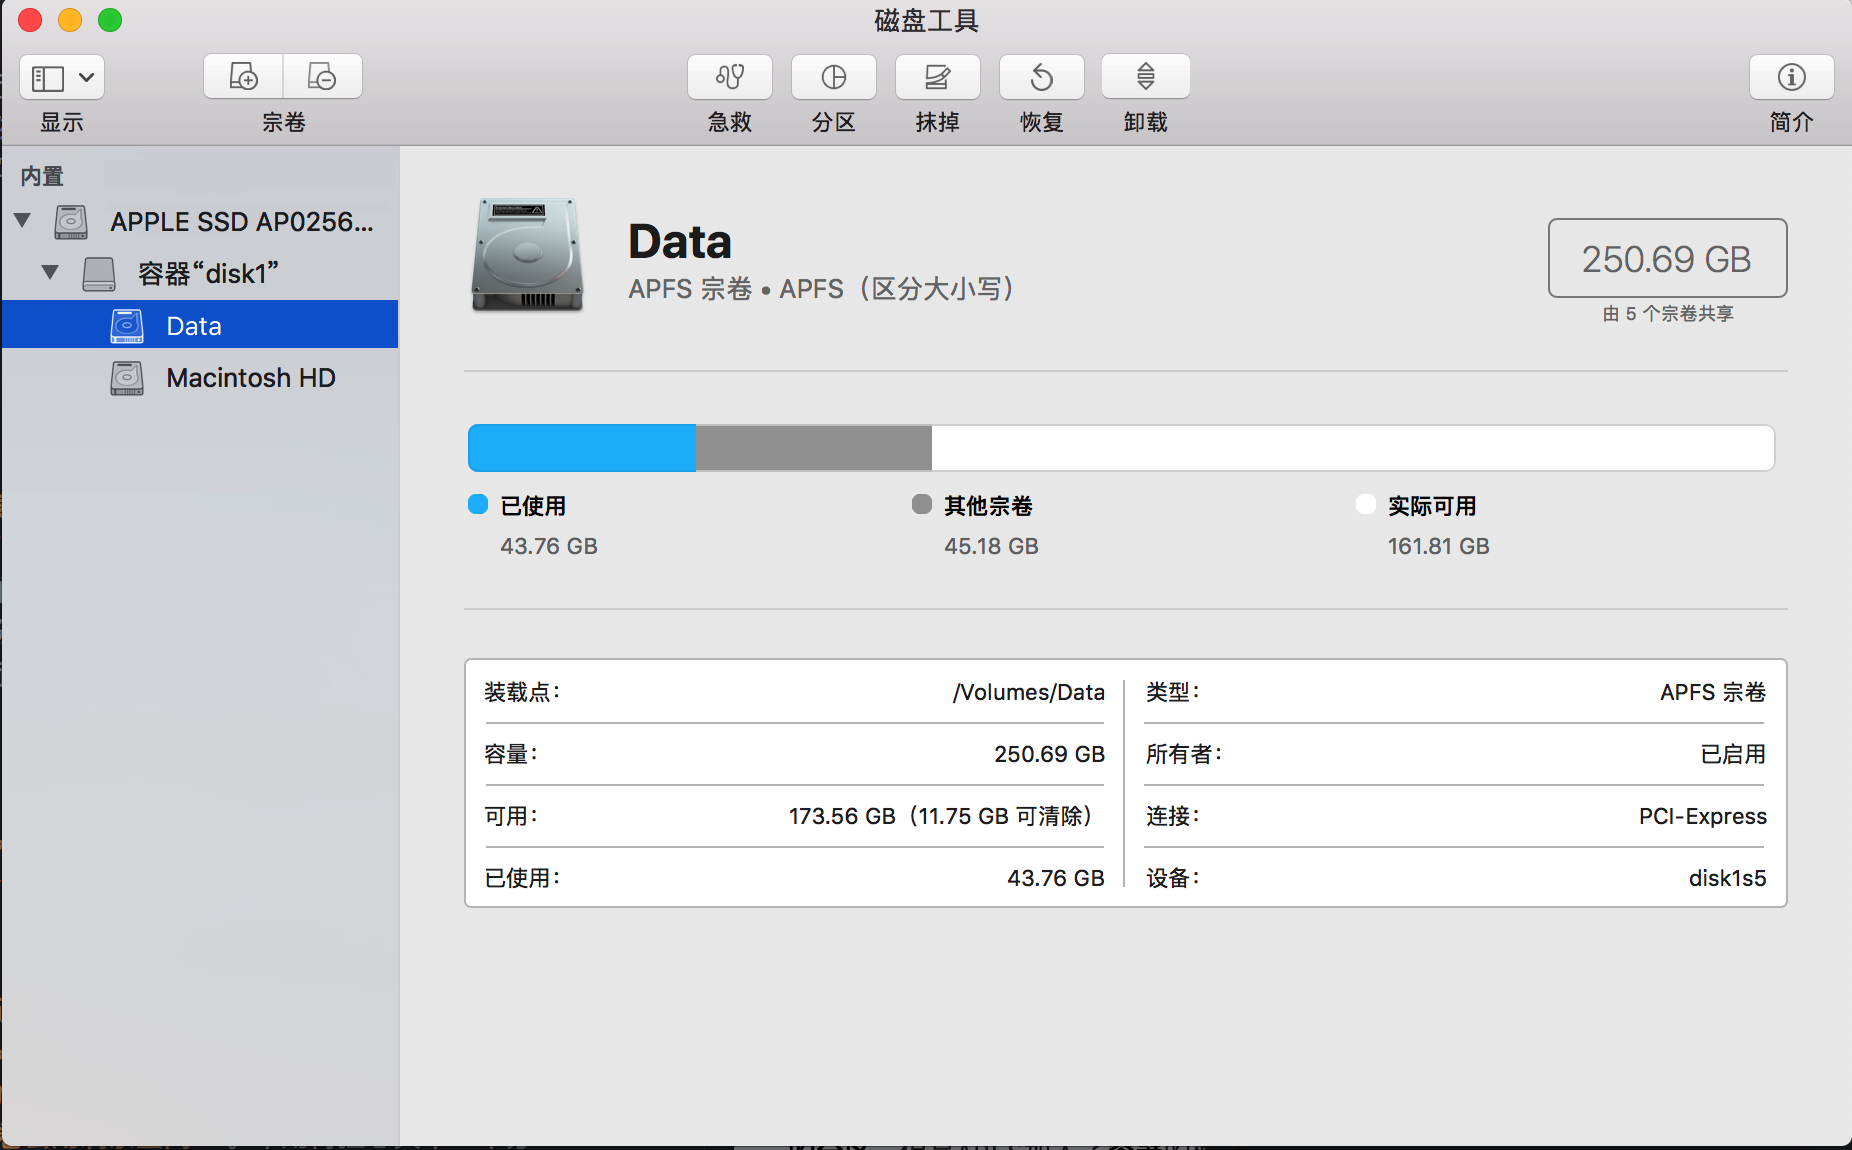 磁盘工具
显示
宗卷
急救
分区
抹掉
恢复
卸载
简介
内置
APPLE SSD AP0256...
容器“disk1”
Data
Macintosh HD
Data
APFS 宗卷 • APFS（区分大小写）
250.69 GB
由 5 个宗卷共享
已使用
43.76 GB
其他宗卷
45.18 GB
实际可用
161.81 GB
装载点： /Volumes/Data
容量： 250.69 GB
可用： 173.56 GB（11.75 GB 可清除）
已使用： 43.76 GB
类型： APFS 宗卷
所有者： 已启用
连接： PCI-Express
设备： disk1s5